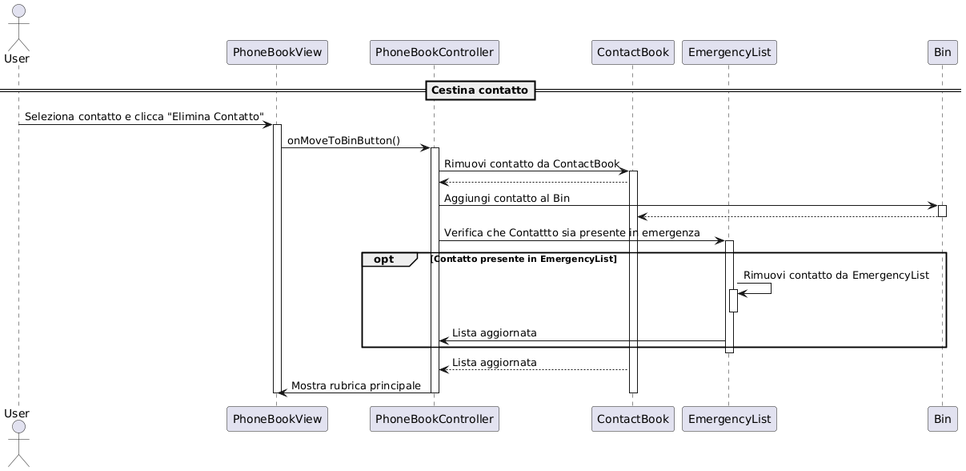 User
PhoneBookView
PhoneBookController
ContactBook
EmergencyList
Bin
Cestina contatto
Seleziona contatto e clicca "Elimina Contatto"
onMoveToBinButton()
Rimuovi contatto da ContactBook
Aggiungi contatto al Bin
Verifica che Contattto sia presente in emergenza
opt
[Contatto presente in EmergencyList]
Rimuovi contatto da EmergencyList
Lista aggiornata
Lista aggiornata
Mostra rubrica principale
User
PhoneBookView
PhoneBookController
ContactBook
EmergencyList
Bin